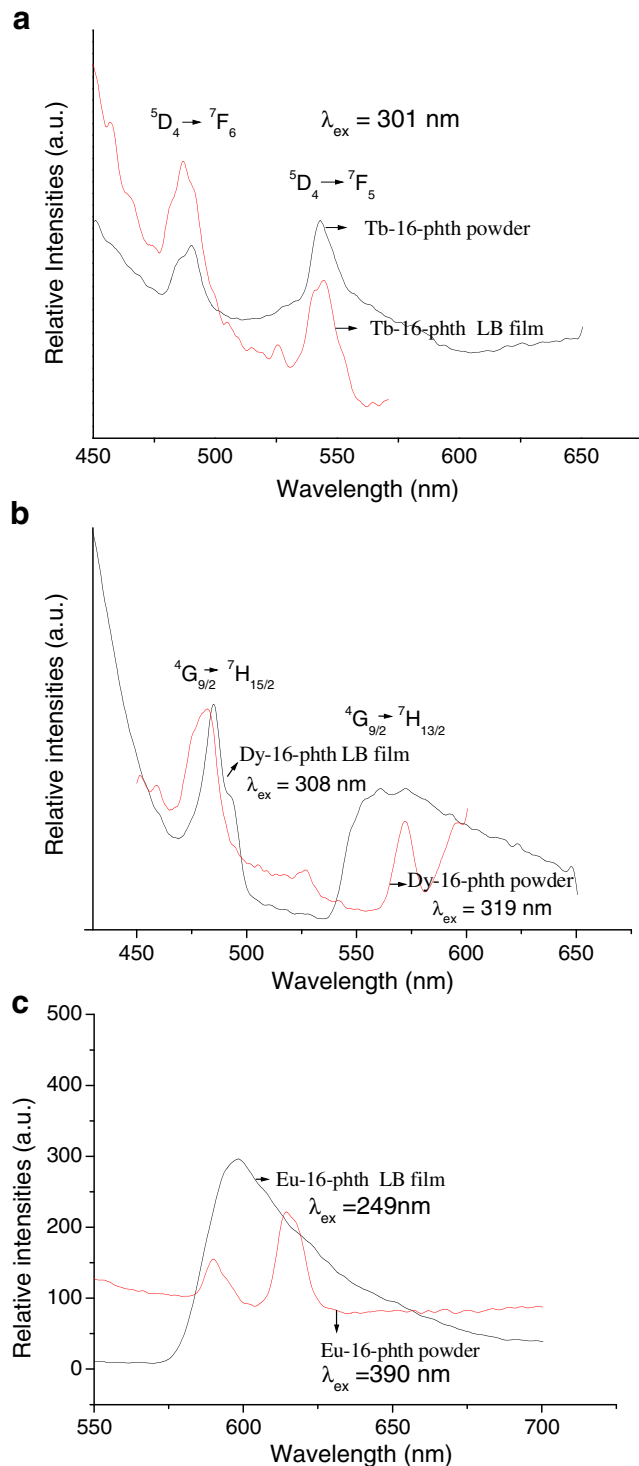 a
⁵D₄ → ⁷F₆
λex = 301 nm
⁵D₄ → ⁷F₅
Tb-16-phth powder
Tb-16-phth LB film
Relative Intensities (a.u.)
450 500 550 600 650
Wavelength (nm)
b
⁴G₉/₂ → ⁷H₁₅/₂
⁴G₉/₂ → ⁷H₁₃/₂
Dy-16-phth LB film
λex = 308 nm
Dy-16-phth powder
λex = 319 nm
Relative intensities (a.u.)
450 500 550 600 650
Wavelength (nm)
c
500
400
300
200
100
0
Eu-16-phth LB film
λex =249nm
Eu-16-phth powder
λex =390 nm
Relative intensities (a.u.)
550 600 650 700
Wavelength (nm)